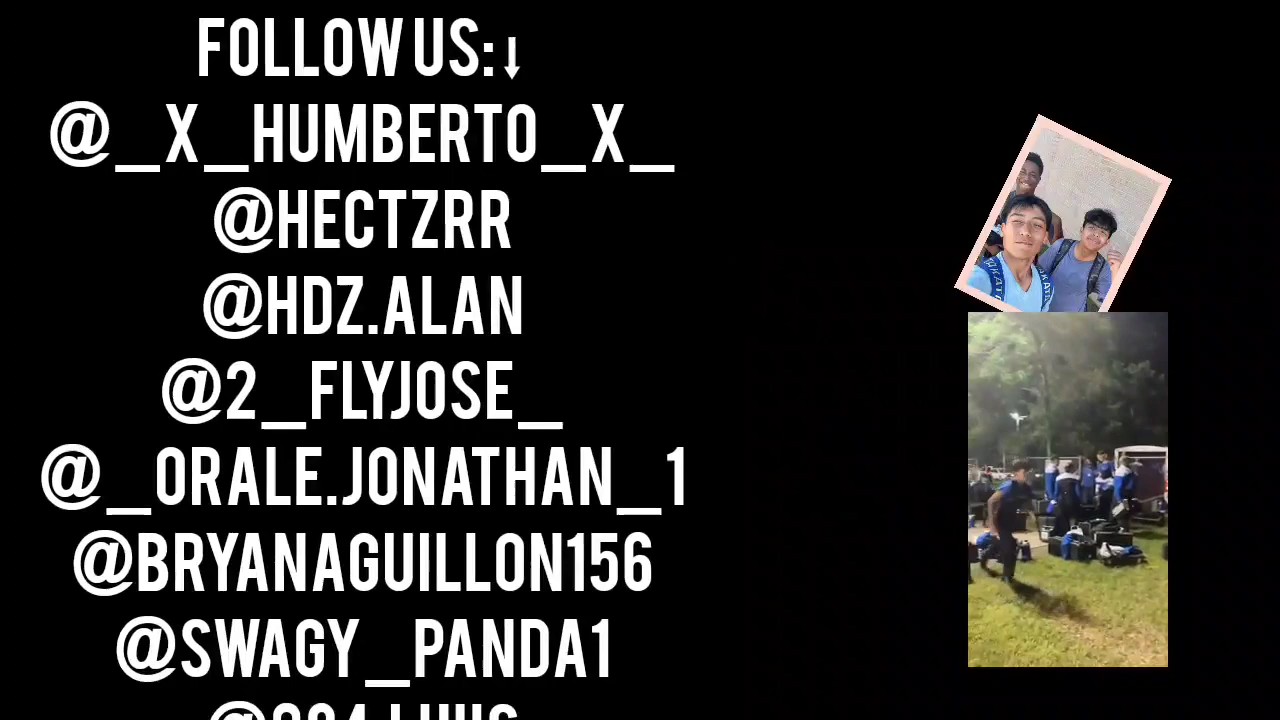 FOLLOW US:↓
@_X_HUMBERTO_X_
@HECTZRR
@HDZ.ALAN
@2_FLYJOSE_
@_ORALE.JONATHAN_1
@BRYANAGUILLON156
@SWAGY_PANDA1